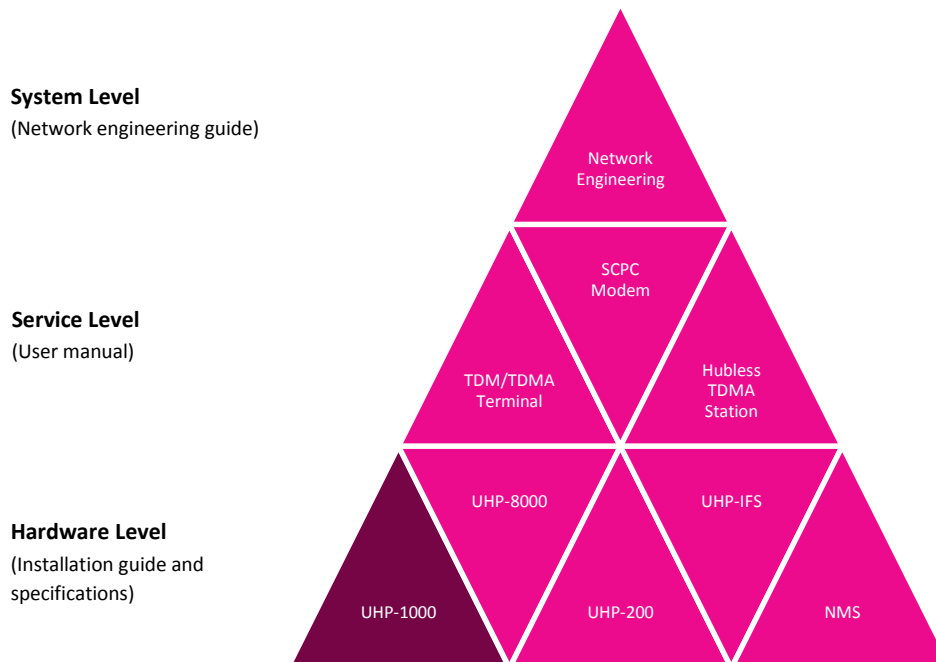 System Level
(Network engineering guide)
Network
Engineering
Service Level
(User manual)
SCPC
Modem
TDM/TDMA
Terminal
Hubless
TDMA
Station
Hardware Level
(Installation guide and
specifications)
UHP-8000
UHP-IFS
UHP-1000
UHP-200
NMS